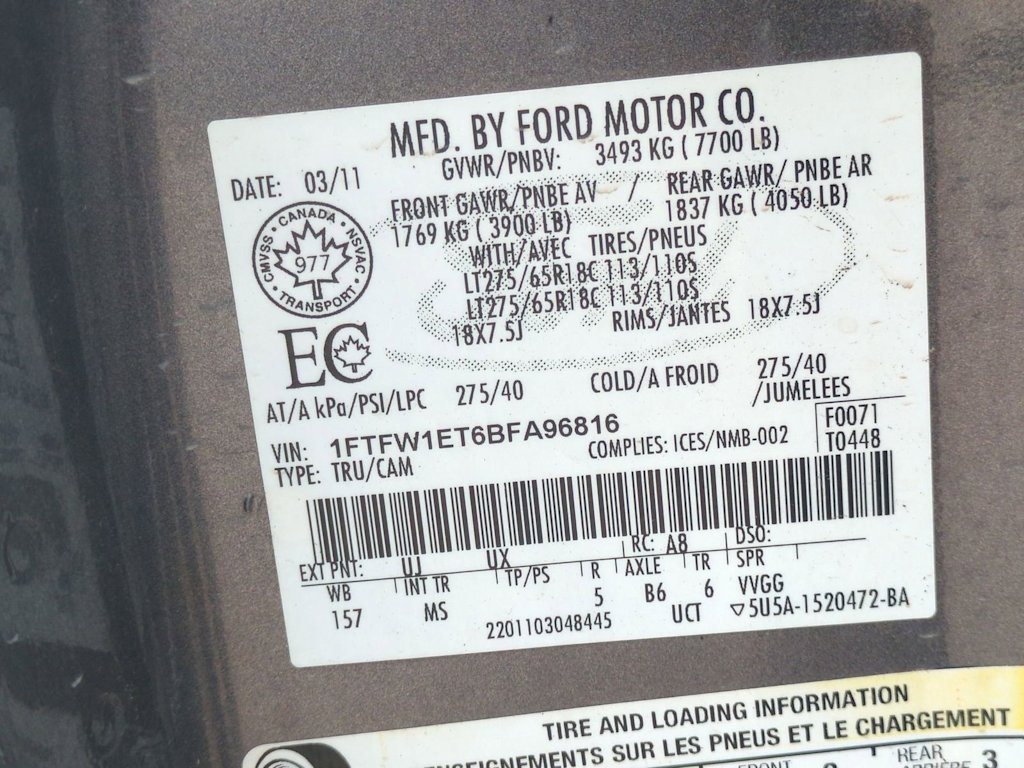 MFD. BY FORD MOTOR CO.
GVWR/PNBV: 3493 KG ( 7700 LB)
DATE: 03/11
FRONT GAWR/PNBE AV / REAR GAWR/ PNBE AR
1769 KG ( 3900 LB) 1837 KG ( 4050 LB)
WITH/AVEC TIRES/PNEUS
LT275/65R18C 113/110S
LT275/65R18C 113/110S
18X7.5J RIMS/JANTES 18X7.5J
CANADA
CMVSS NSVAC
977
TRANSPORT
EC
AT/A kPa/PSI/LPC 275/40 COLD/A FROID 275/40
/JUMELEES
VIN: 1FTFW1ET6BFA96816
F0071
TYPE: TRU/CAM COMPLIES: ICES/NMB-002 T0448
EXT PNT: UJ UX RC: A8 DSO:
WB INT TR TP/PS R AXLE TR SPR
157 MS 5 B6 6 VVGG
2201103048445 UCT ▽5U5A-1520472-BA
TIRE AND LOADING INFORMATION
SUR LES PNEUS ET LE CHARGEMENT
FRONT REAR 3